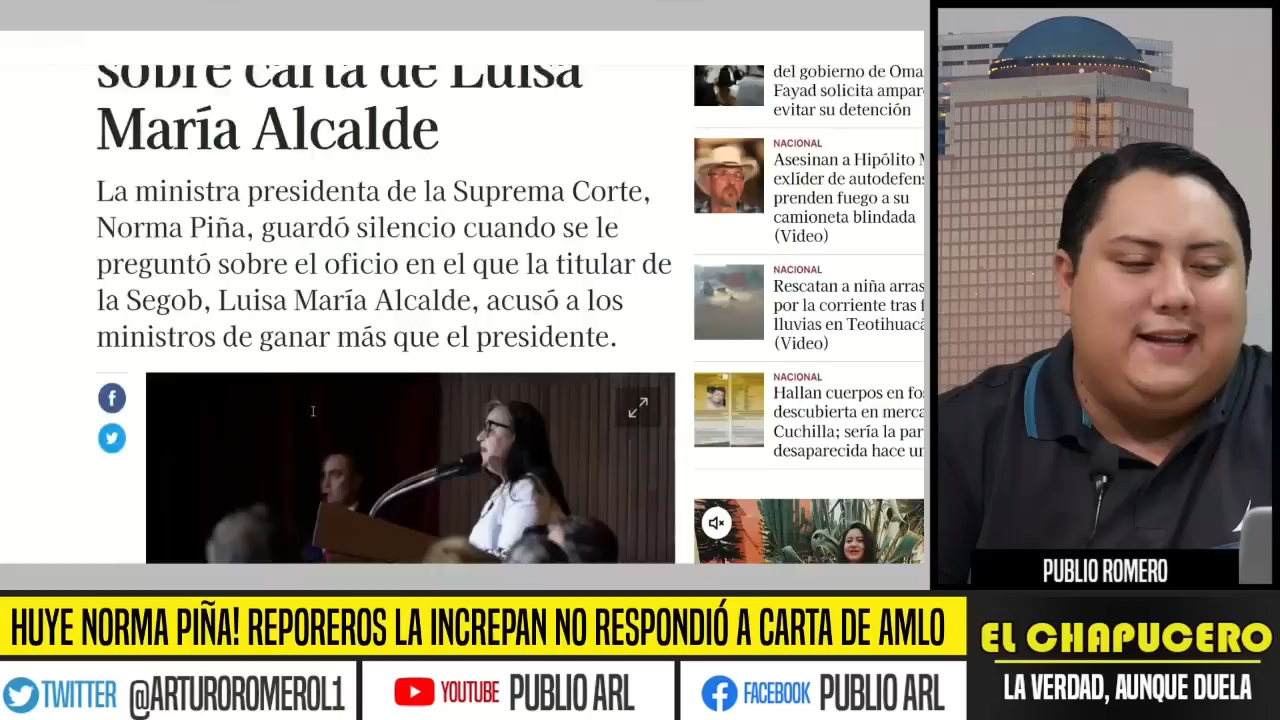 sobre carta de Luisa
María Alcalde
La ministra presidenta de la Suprema Corte,
Norma Piña, guardó silencio cuando se le
preguntó sobre el oficio en el que la titular de
la Segob, Luisa María Alcalde, acusó a los
ministros de ganar más que el presidente.
del gobierno de Oma
Fayad solicita ampar
evitar su detención
NACIONAL
Asesinan a Hipólito M
exlíder de autodefens
prenden fuego a su
camioneta blindada
(Video)
NACIONAL
Rescatan a niña arras
por la corriente tras f
lluvias en Teotihuacá
(Video)
NACIONAL
Hallan cuerpos en fos
descubierta en merca
Cuchilla; sería la par
desaparecida hace un
PUBLIO ROMERO
HUYE NORMA PIÑA! REPOREROS LA INCREPAN NO RESPONDIÓ A CARTA DE AMLO
EL CHAPUCERO
LA VERDAD, AUNQUE DUELA
TWITTER @ARTUROROMEROL1
YOUTUBE PUBLIO ARL
FACEBOOK PUBLIO ARL